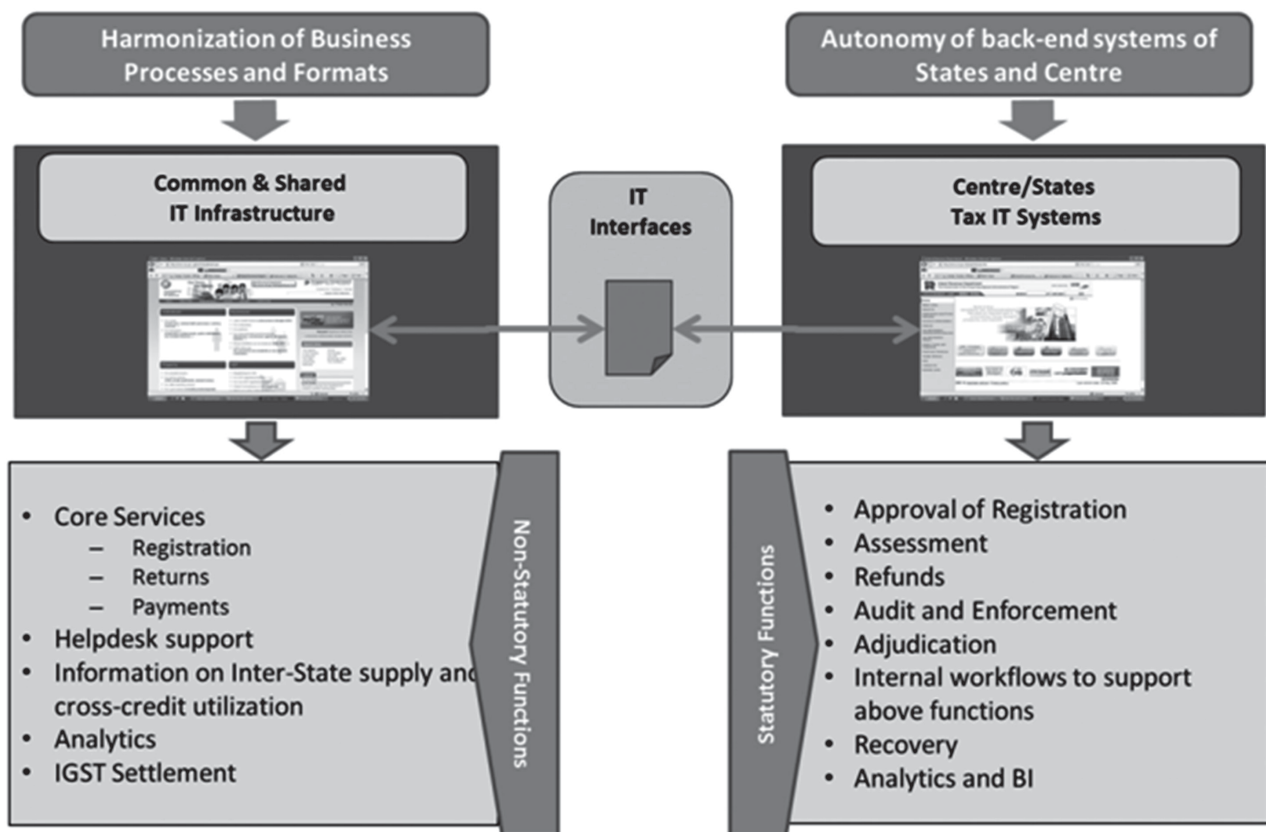 Harmonization of Business
Processes and Formats
Autonomy of back-end systems of
States and Centre
Common & Shared
IT Infrastructure
IT
Interfaces
Centre/States
Tax IT Systems
• Core Services
– Registration
– Returns
– Payments
• Helpdesk support
• Information on Inter-State supply and
cross-credit utilization
• Analytics
• IGST Settlement
Non-Statutory Functions
Statutory Functions
• Approval of Registration
• Assessment
• Refunds
• Audit and Enforcement
• Adjudication
• Internal workflows to support
above functions
• Recovery
• Analytics and BI